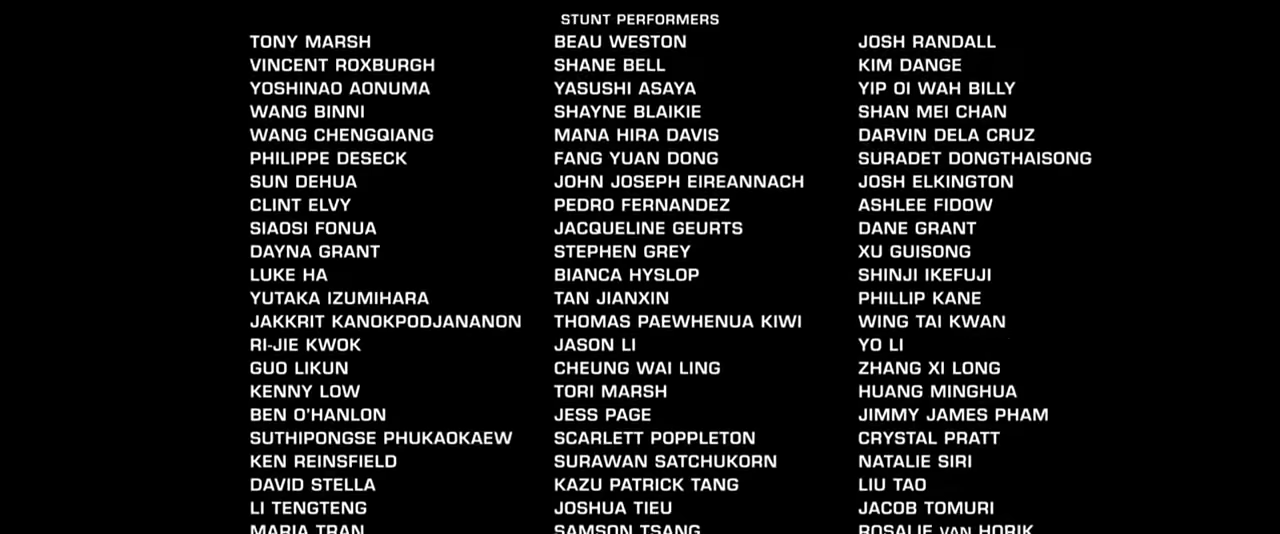 STUNT PERFORMERS
TONY MARSH BEAU WESTON JOSH RANDALL
VINCENT ROXBURGH SHANE BELL KIM DANGE
YOSHINAO AONUMA YASUSHI ASAYA YIP OI WAH BILLY
WANG BINNI SHAYNE BLAIKIE SHAN MEI CHAN
WANG CHENGQIANG MANA HIRA DAVIS DARVIN DELA CRUZ
PHILIPPE DESECK FANG YUAN DONG SURADET DONGTHAISONG
SUN DEHUA JOHN JOSEPH EIREANNACH JOSH ELKINGTON
CLINT ELVY PEDRO FERNANDEZ ASHLEE FIDOW
SIAOSI FONUA JACQUELINE GEURTS DANE GRANT
DAYNA GRANT STEPHEN GREY XU GUISONG
LUKE HA BIANCA HYSLOP SHINJI IKEFUJI
YUTAKA IZUMIHARA TAN JIANXIN PHILLIP KANE
JAKKRIT KANOKPODJANANON THOMAS PAEWHENUA KIWI WING TAI KWAN
RI-JIE KWOK JASON LI YO LI
GUO LIKUN CHEUNG WAI LING ZHANG XI LONG
KENNY LOW TORI MARSH HUANG MINGHUA
BEN O'HANLON JESS PAGE JIMMY JAMES PHAM
SUTHIPONGSE PHUKAOKAEW SCARLETT POPPLETON CRYSTAL PRATT
KEN REINSFIELD SURAWAN SATCHUKORN NATALIE SIRI
DAVID STELLA KAZU PATRICK TANG LIU TAO
LI TENGTENG JOSHUA TIEU JACOB TOMURI
MARIA TRAN SAMSON TSANG ROSALIE VAN HORIK